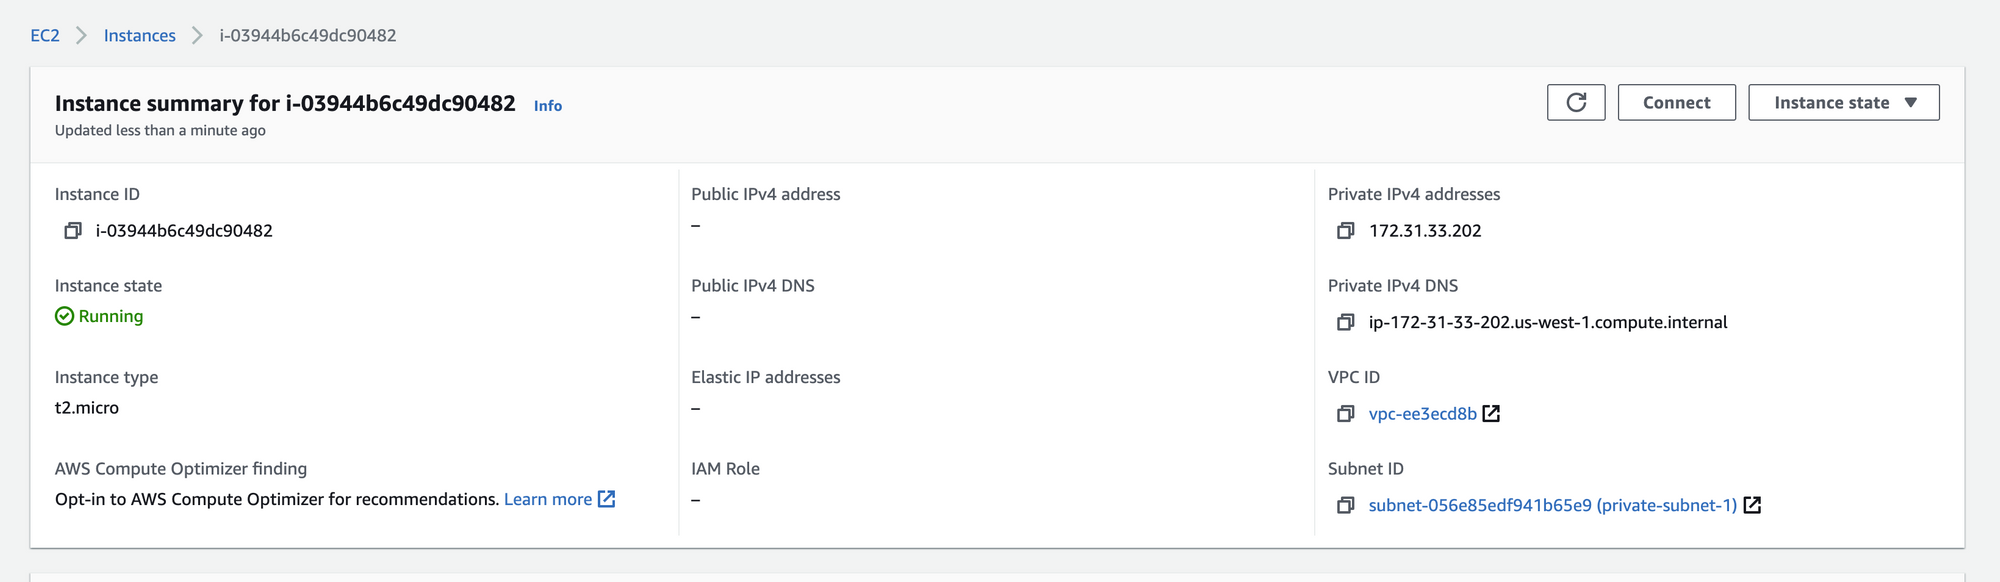 EC2 Instances i-03944b6c49dc90482
Instance summary for i-03944b6c49dc90482 Info
Updated less than a minute ago
Connect
Instance state
Instance ID
i-03944b6c49dc90482
Instance state
Running
Instance type
t2.micro
AWS Compute Optimizer finding
Opt-in to AWS Compute Optimizer for recommendations. Learn more
Public IPv4 address
–
Public IPv4 DNS
–
Elastic IP addresses
–
IAM Role
–
Private IPv4 addresses
172.31.33.202
Private IPv4 DNS
ip-172-31-33-202.us-west-1.compute.internal
VPC ID
vpc-ee3ecd8b
Subnet ID
subnet-056e85edf941b65e9 (private-subnet-1)